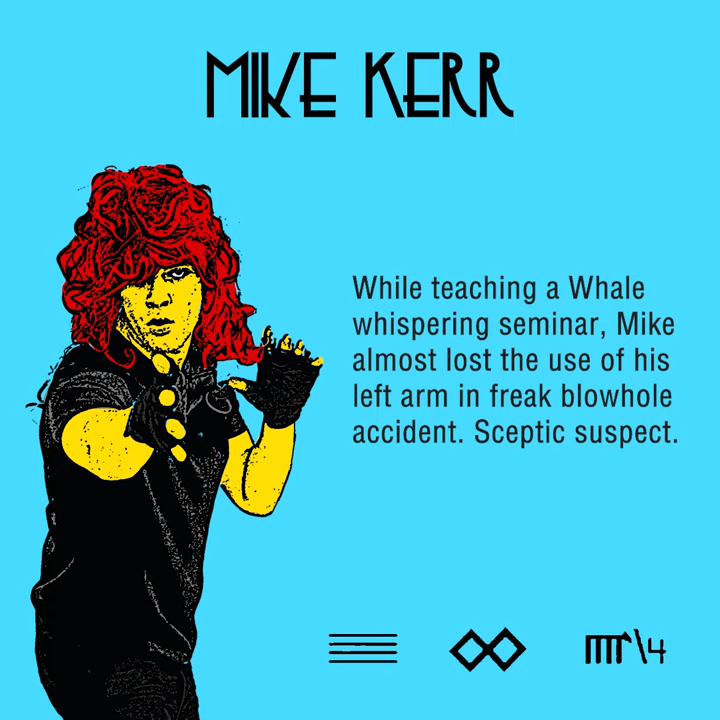 MIKE KERR
While teaching a Whale
whispering seminar, Mike
almost lost the use of his
left arm in freak blowhole
accident. Sceptic suspect.
\4